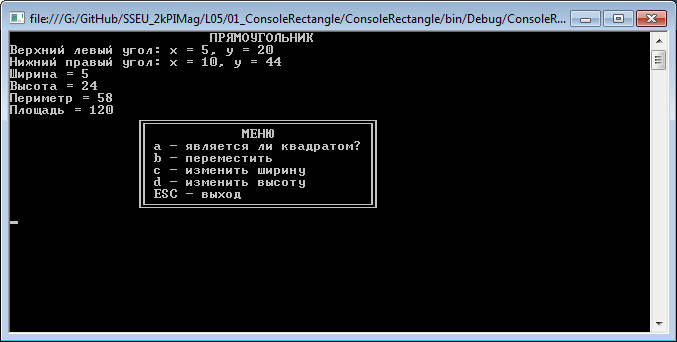 file:///G:/GitHub/SSEU_2kPIMag/L05/01_ConsoleRectangle/ConsoleRectangle/bin/Debug/ConsoleR...
ПРЯМОУГОЛЬНИК
Верхний левый угол: x = 5, y = 20
Нижний правый угол: x = 10, y = 44
Ширина = 5
Высота = 24
Периметр = 58
Площадь = 120
МЕНЮ
a - является ли квадратом?
b - переместить
c - изменить ширину
d - изменить высоту
ESC - выход